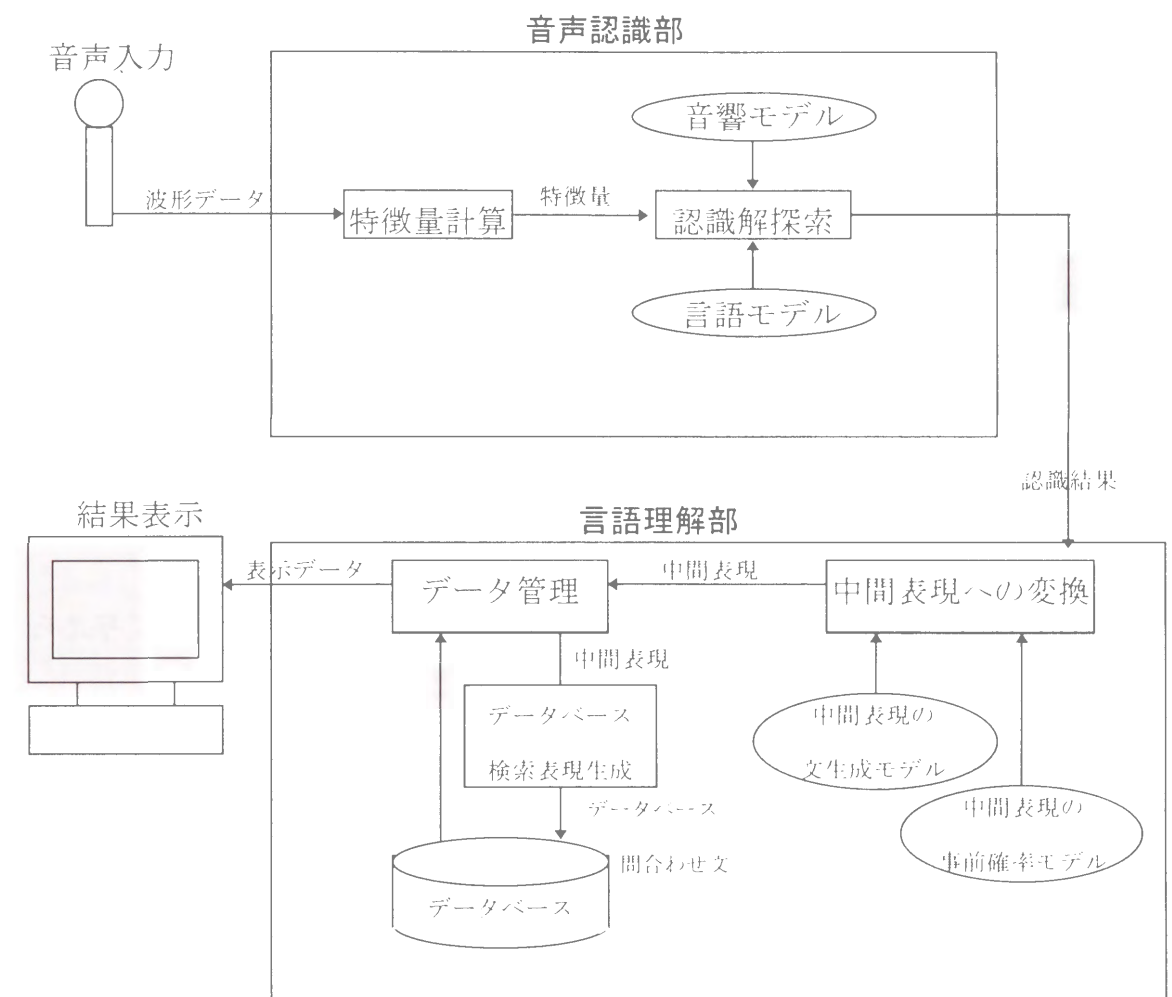 音声認識部
音声入力
音響モデル
波形データ
特徴量計算
特徴量
認識解探索
言語モデル
認識結果
結果表示
言語理解部
表示データ
データ管理
中間表現
中間表現への変換
中間表現
データベース
検索表現生成
中間表現の
文生成モデル
データベース
問合わせ文
中間表現の
事前確率モデル
データベース